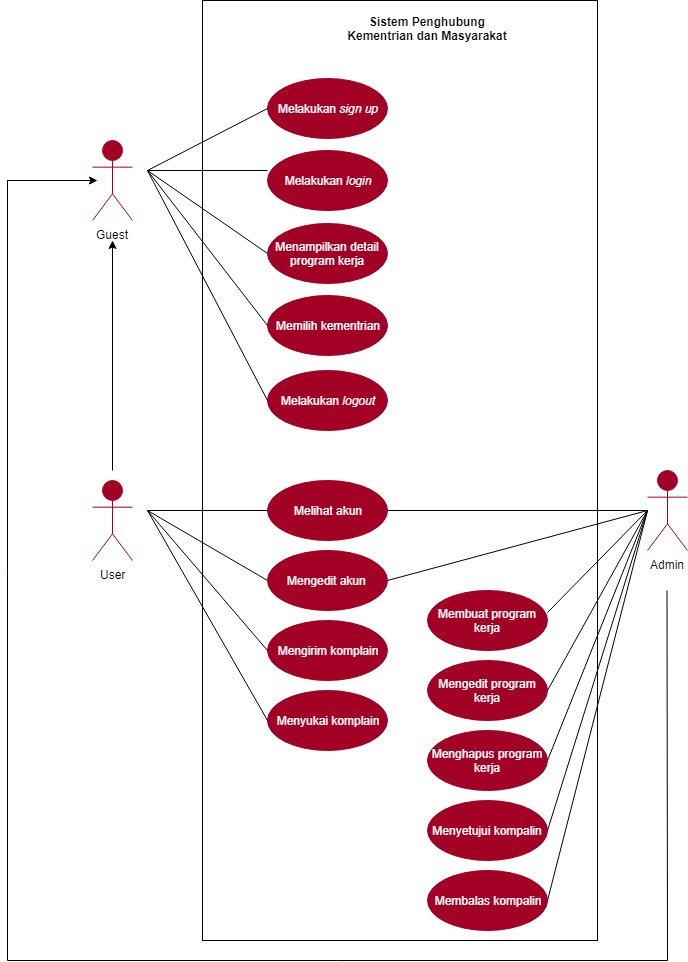 Sistem Penghubung
Kementrian dan Masyarakat
Melakukan sign up
Melakukan login
Guest
Menampilkan detail
program kerja
Memilih kementrian
Melakukan logout
Melihat akun
User
Admin
Mengedit akun
Membuat program
kerja
Mengirim komplain
Mengedit program
kerja
Menyukai komplain
Menghapus program
kerja
Menyetujui kompalin
Membalas kompalin